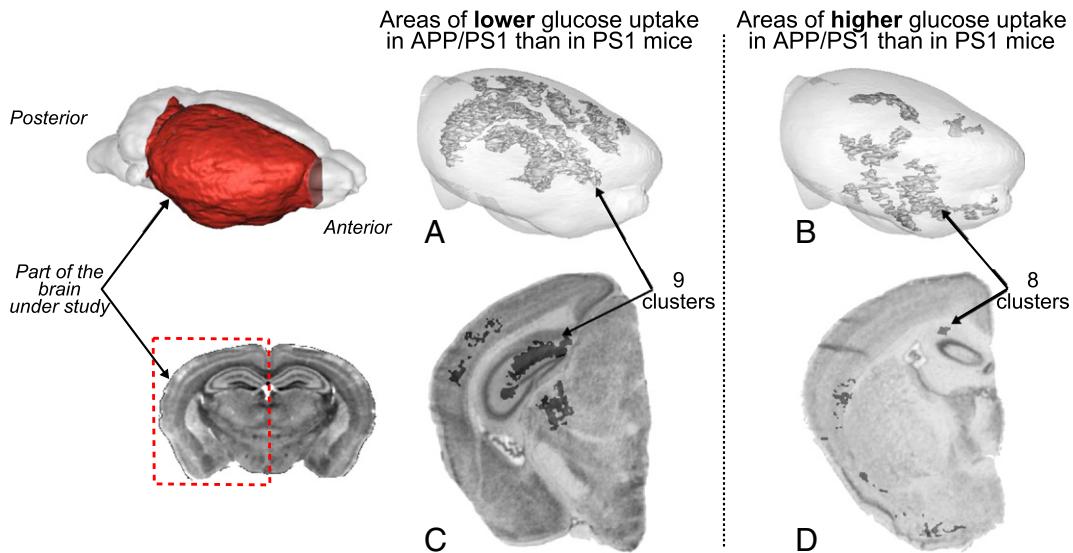 Areas of lower glucose uptake
in APP/PS1 than in PS1 mice
Areas of higher glucose uptake
in APP/PS1 than in PS1 mice
Posterior
Anterior
A
B
Part of the
brain
under study
9
clusters
8
clusters
C
D